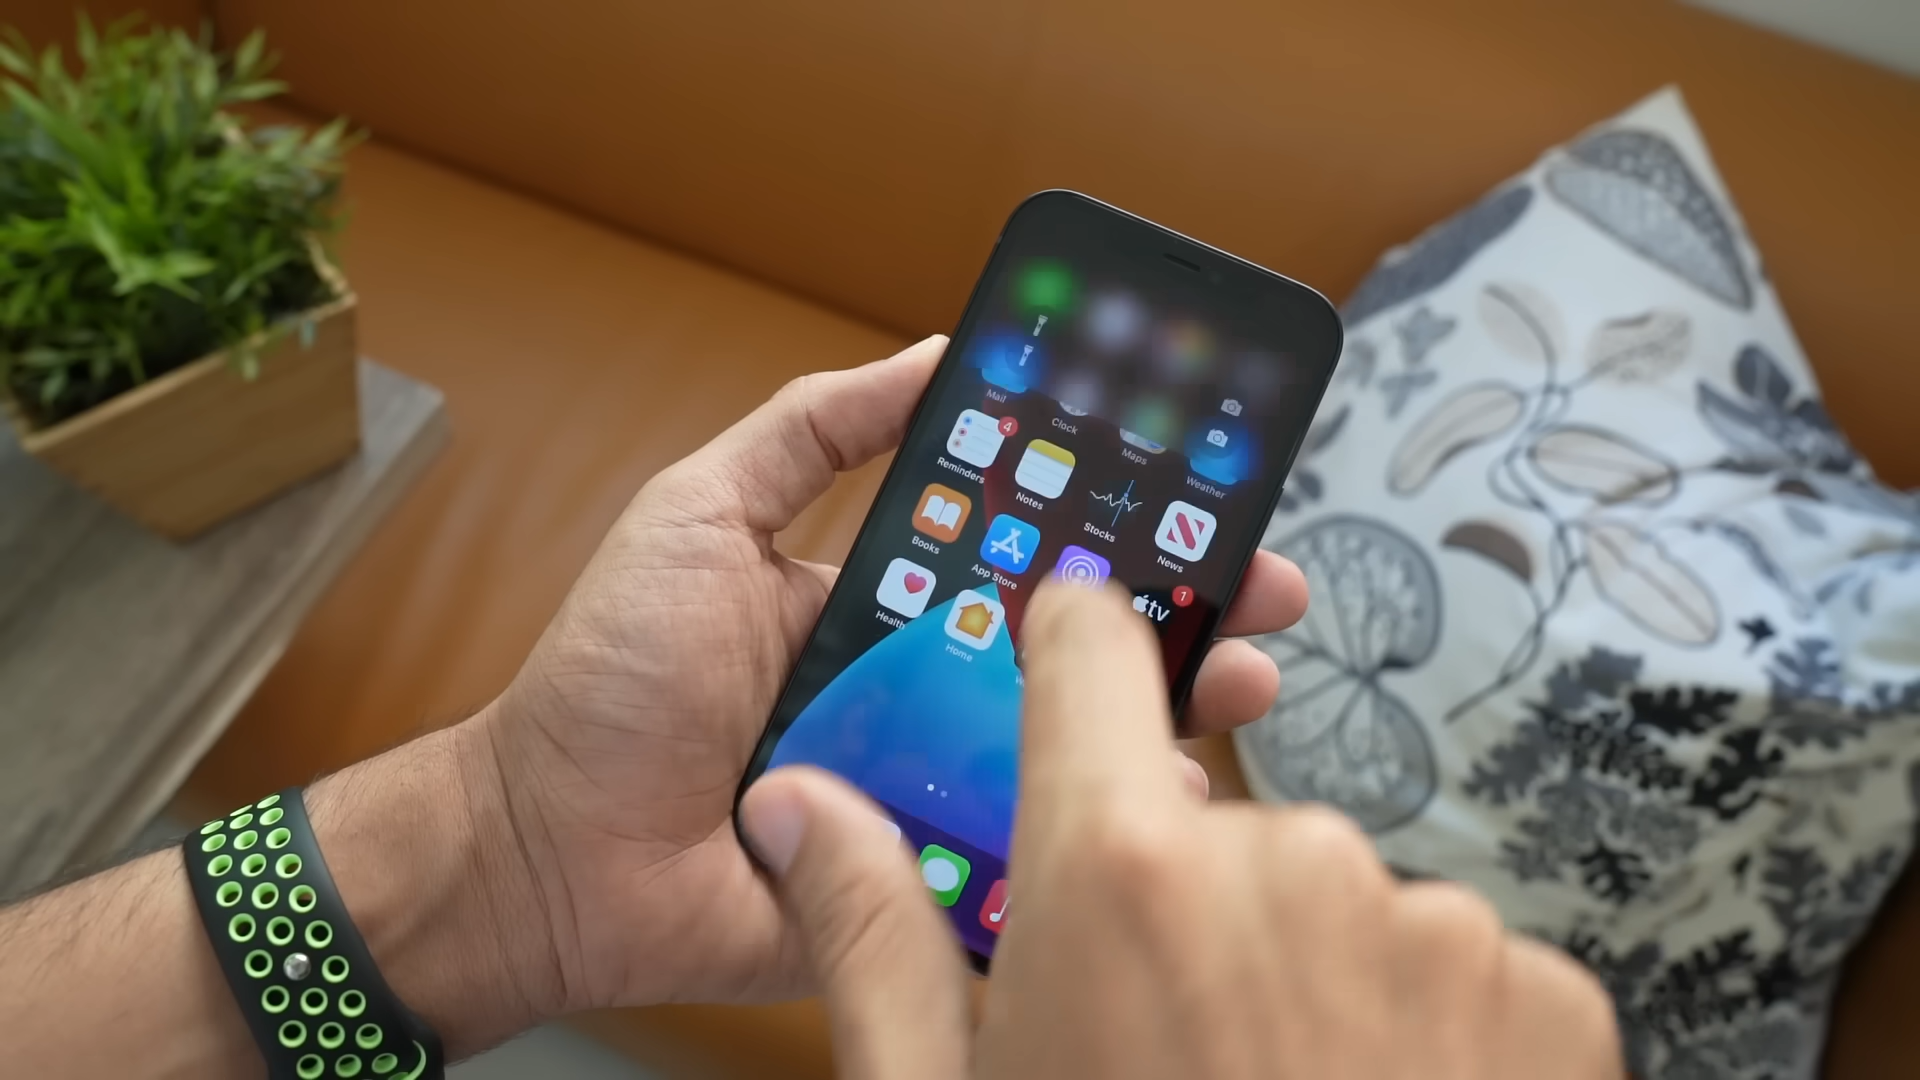 Mail
Clock
Maps
Weather
4
Reminders
Notes
Stocks
News
Books
App Store
tv
1
Health
Home